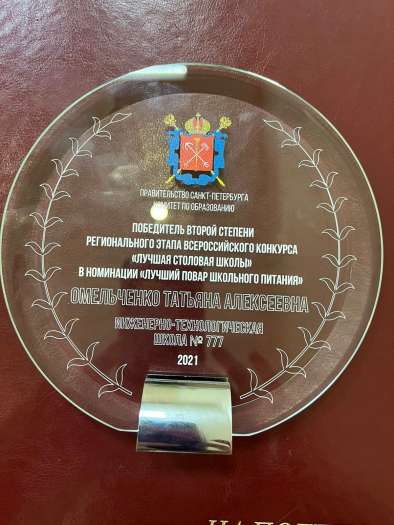 ПРАВИТЕЛЬСТВО САНКТ-ПЕТЕРБУРГА
КОМИТЕТ ПО ОБРАЗОВАНИЮ
ПОБЕДИТЕЛЬ ВТОРОЙ СТЕПЕНИ
РЕГИОНАЛЬНОГО ЭТАПА ВСЕРОССИЙСКОГО КОНКУРСА
«ЛУЧШАЯ СТОЛОВАЯ ШКОЛЫ»
В НОМИНАЦИИ «ЛУЧШИЙ ПОВАР ШКОЛЬНОГО ПИТАНИЯ»
ОМЕЛЬЧЕНКО ТАТЬЯНА АЛЕКСЕЕВНА
ИНЖЕНЕРНО-ТЕХНОЛОГИЧЕСКАЯ
ШКОЛА № 777
2021